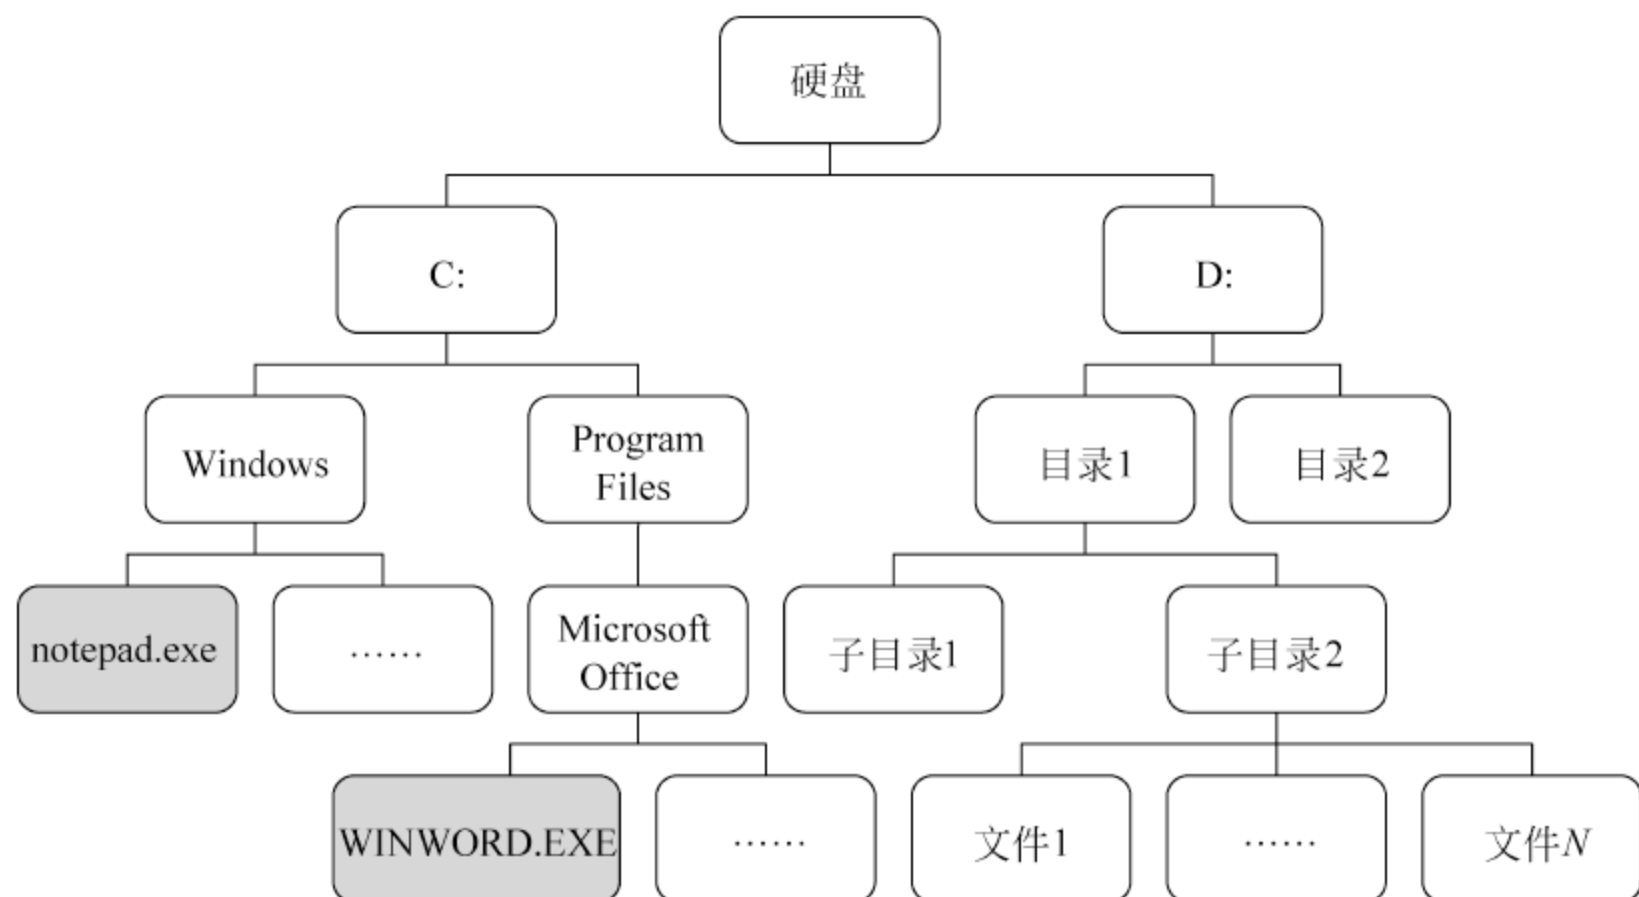 硬盘
C:
D:
Windows
Program
Files
目录1
目录2
notepad.exe
……
Microsoft
Office
子目录1
子目录2
WINWORD.EXE
……
文件1
……
文件N